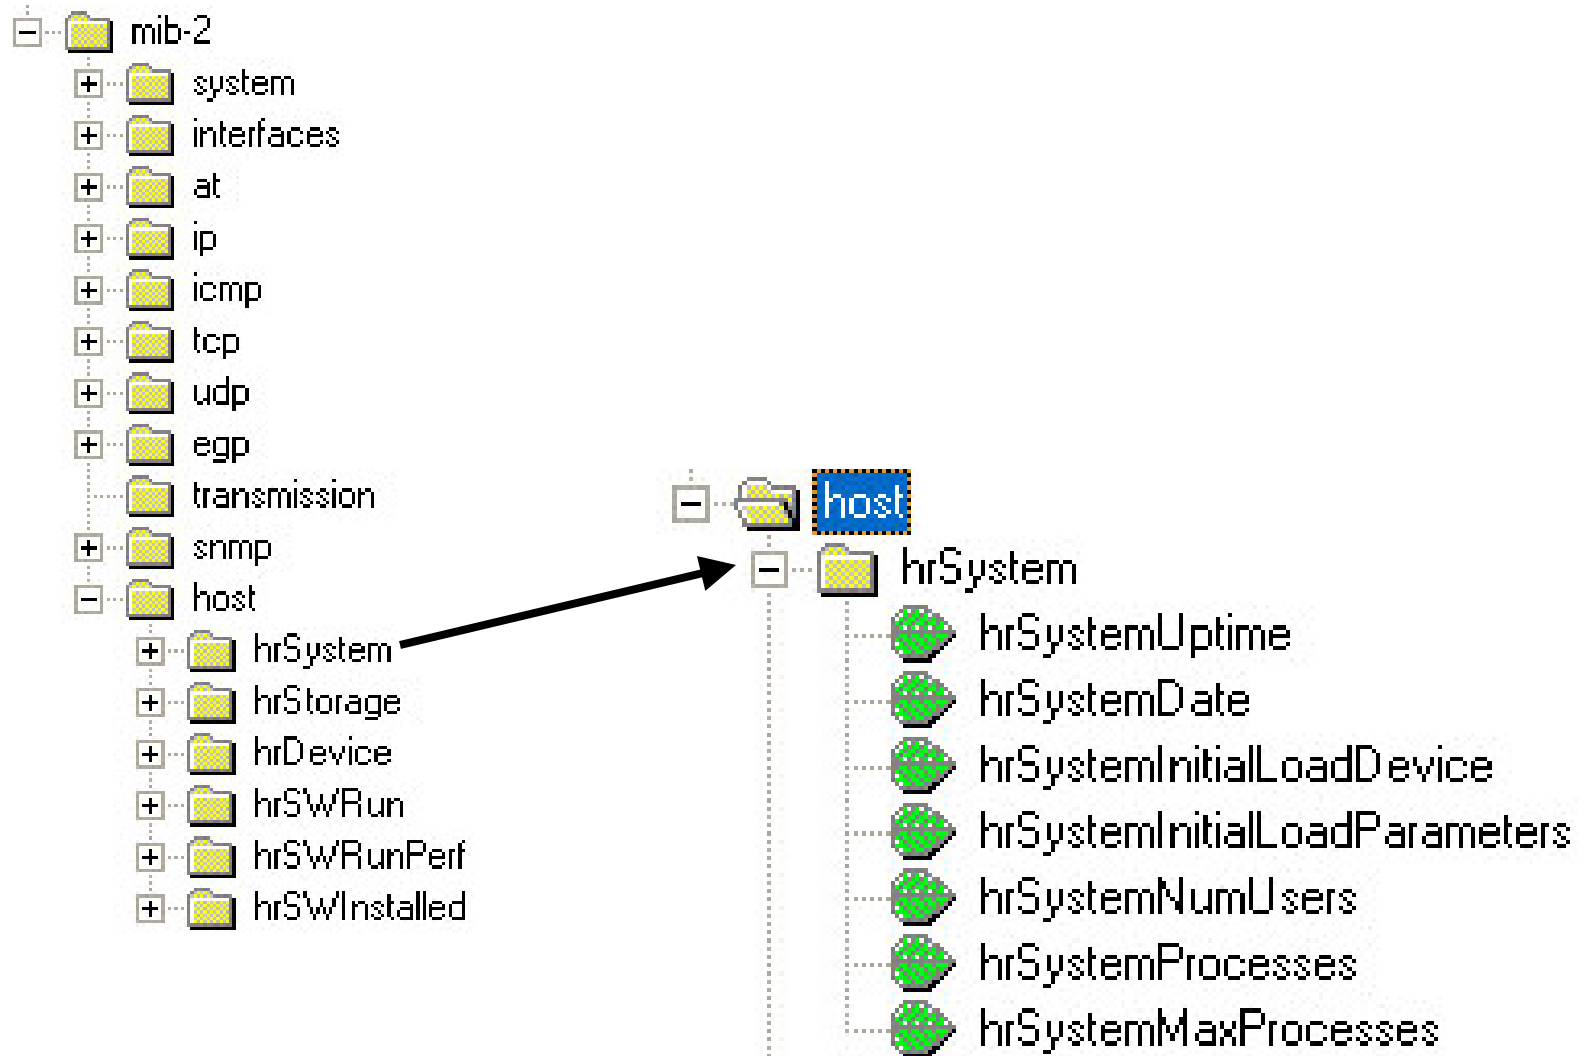 mib-2
system
interfaces
at
ip
icmp
tcp
udp
egp
transmission
snmp
host
hrSystem
hrStorage
hrDevice
hrSWRun
hrSWRunPerf
hrSWInstalled
host
hrSystem
hrSystemUptime
hrSystemDate
hrSystemInitialLoadDevice
hrSystemInitialLoadParameters
hrSystemNumUsers
hrSystemProcesses
hrSystemMaxProcesses